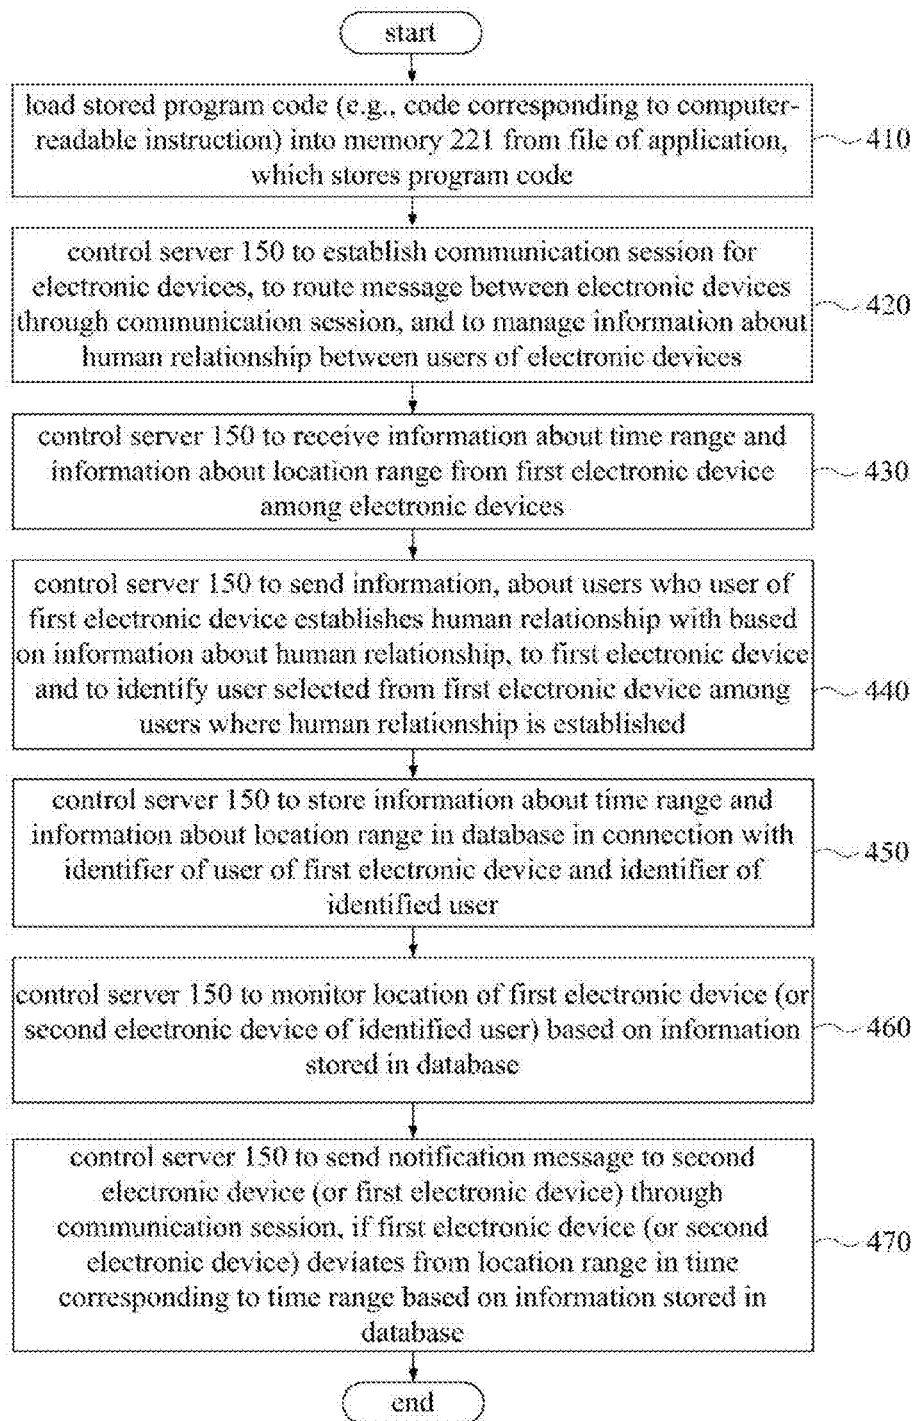 start
load stored program code (e.g., code corresponding to computer-
readable instruction) into memory 221 from file of application,
which stores program code
410
control server 150 to establish communication session for
electronic devices, to route message between electronic devices
through communication session, and to manage information about
human relationship between users of electronic devices
420
control server 150 to receive information about time range and
information about location range from first electronic device
among electronic devices
430
control server 150 to send information, about users who user of
first electronic device establishes human relationship with based
on information about human relationship, to first electronic device
and to identify user selected from first electronic device among
users where human relationship is established
440
control server 150 to store information about time range and
information about location range in database in connection with
identifier of user of first electronic device and identifier of
identified user
450
control server 150 to monitor location of first electronic device (or
second electronic device of identified user) based on information
stored in database
460
control server 150 to send notification message to second
electronic device (or first electronic device) through
communication session, if first electronic device (or second
electronic device) deviates from location range in time
corresponding to time range based on information stored in
database
470
end